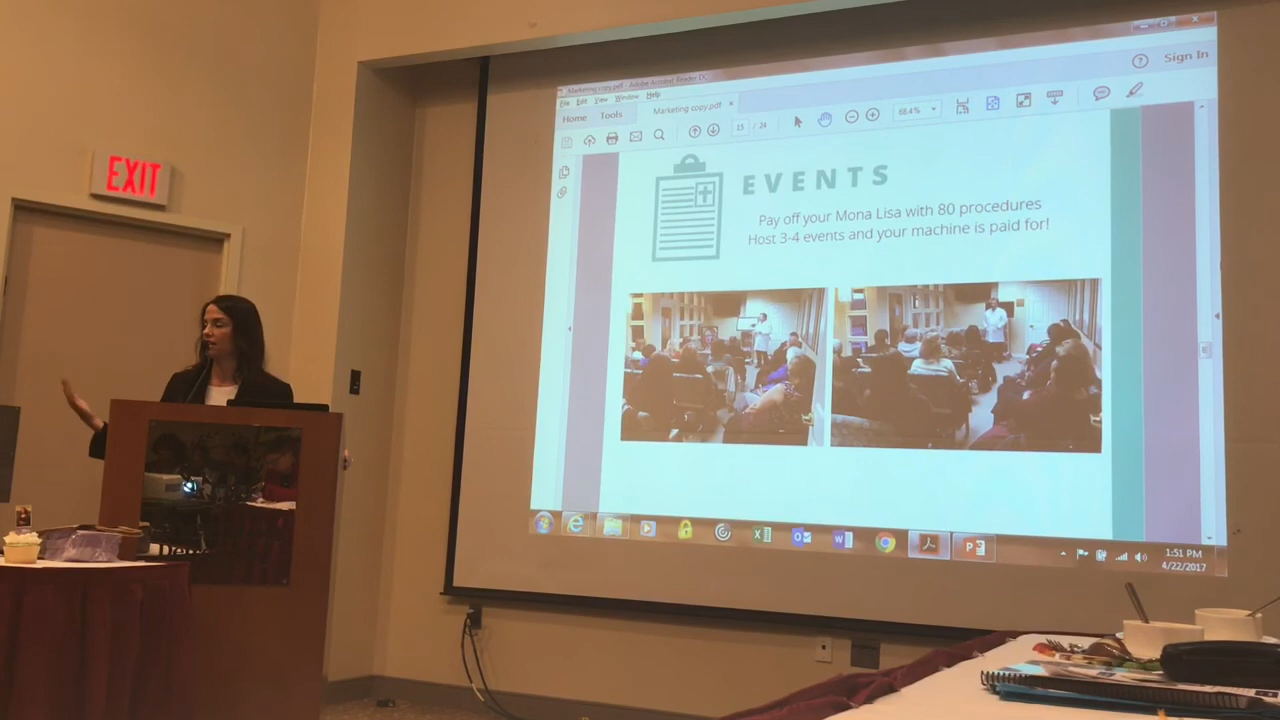 EXIT
Marketing copy.pdf - Adobe Acrobat Reader DC
File Edit View Window Help
Home Tools Marketing copy.pdf × Sign In
15 / 24 68.4%
EVENTS
Pay off your Mona Lisa with 80 procedures
Host 3-4 events and your machine is paid for!
1:51 PM
4/22/2017